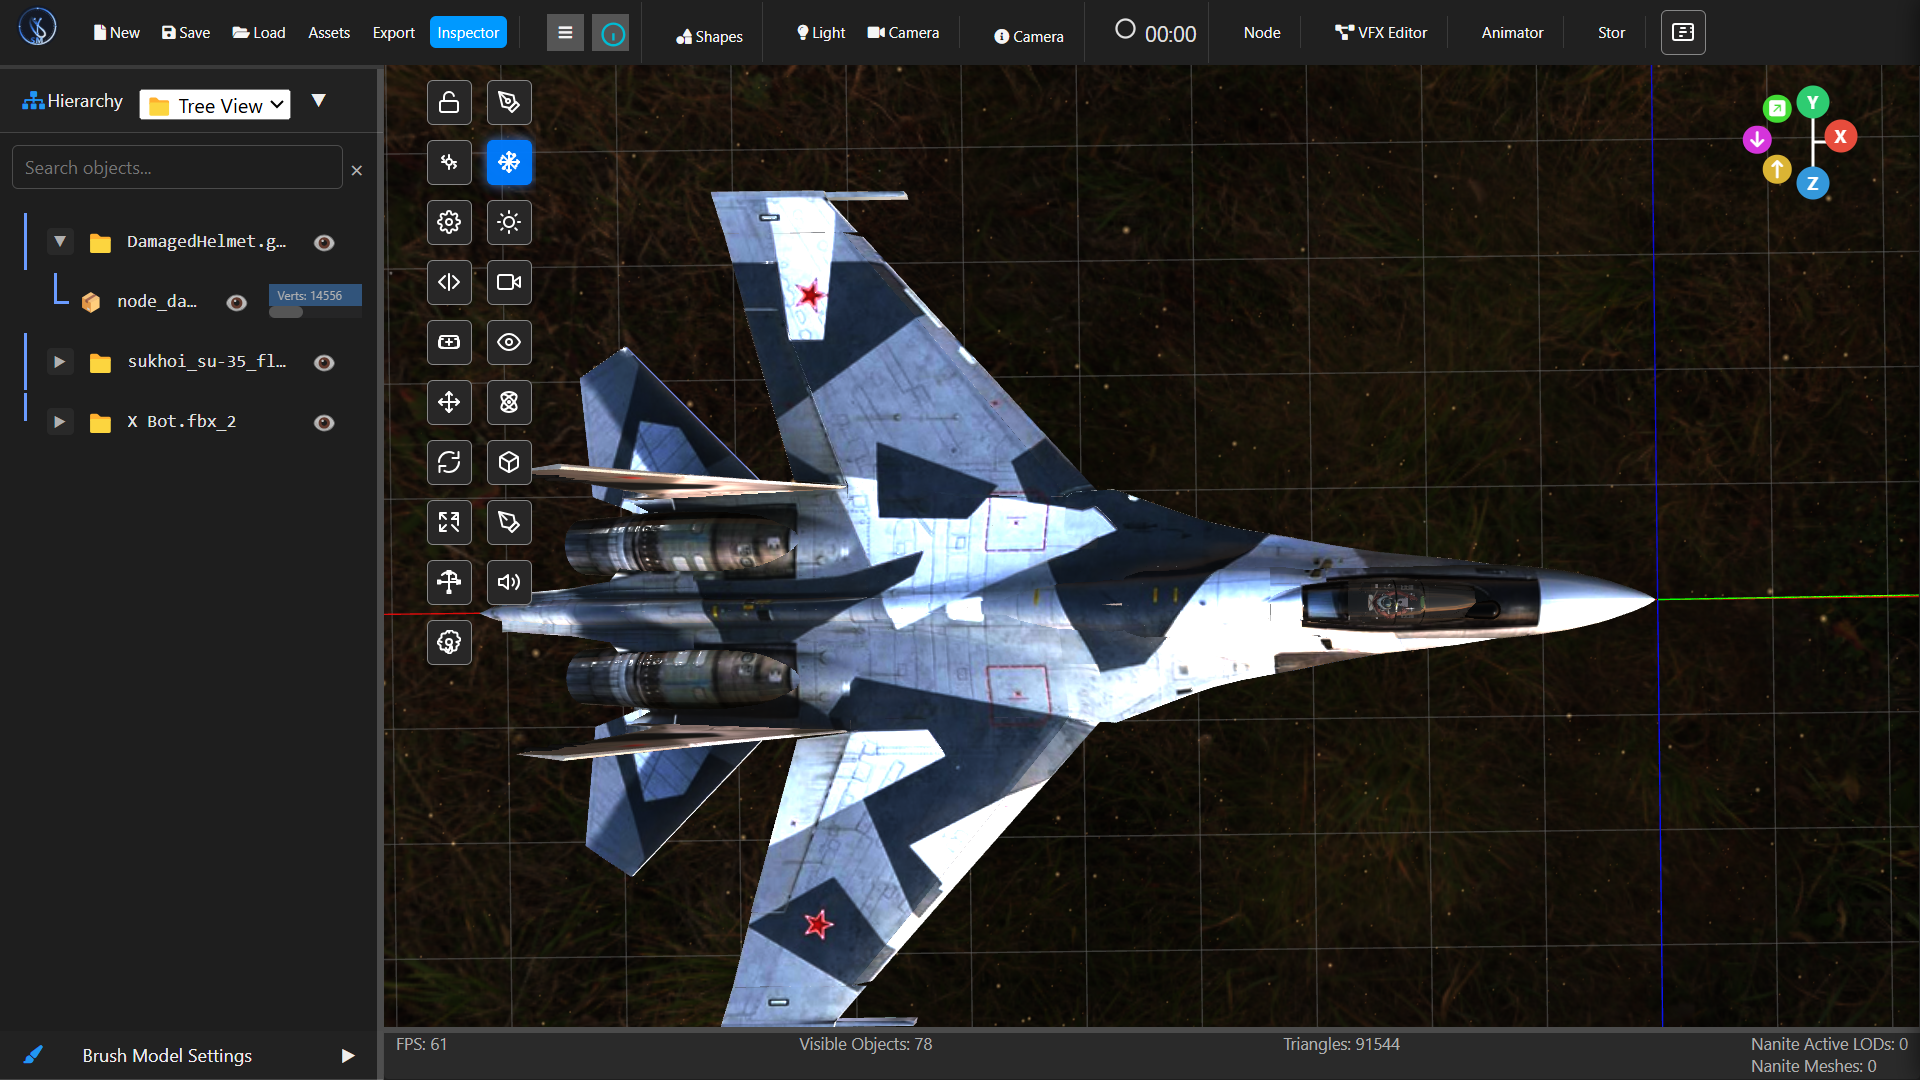 New
Save
Load
Assets
Export
Inspector
Shapes
Light
Camera
Camera
00:00
Node
VFX Editor
Animator
Stor
Hierarchy
Tree View
Search objects...
DamagedHelmet.g…
node_da…
Verts: 14556
sukhoi_su-35_fl…
X Bot.fbx_2
Brush Model Settings
Y
X
Z
FPS: 61
Visible Objects: 78
Triangles: 91544
Nanite Active LODs: 0
Nanite Meshes: 0